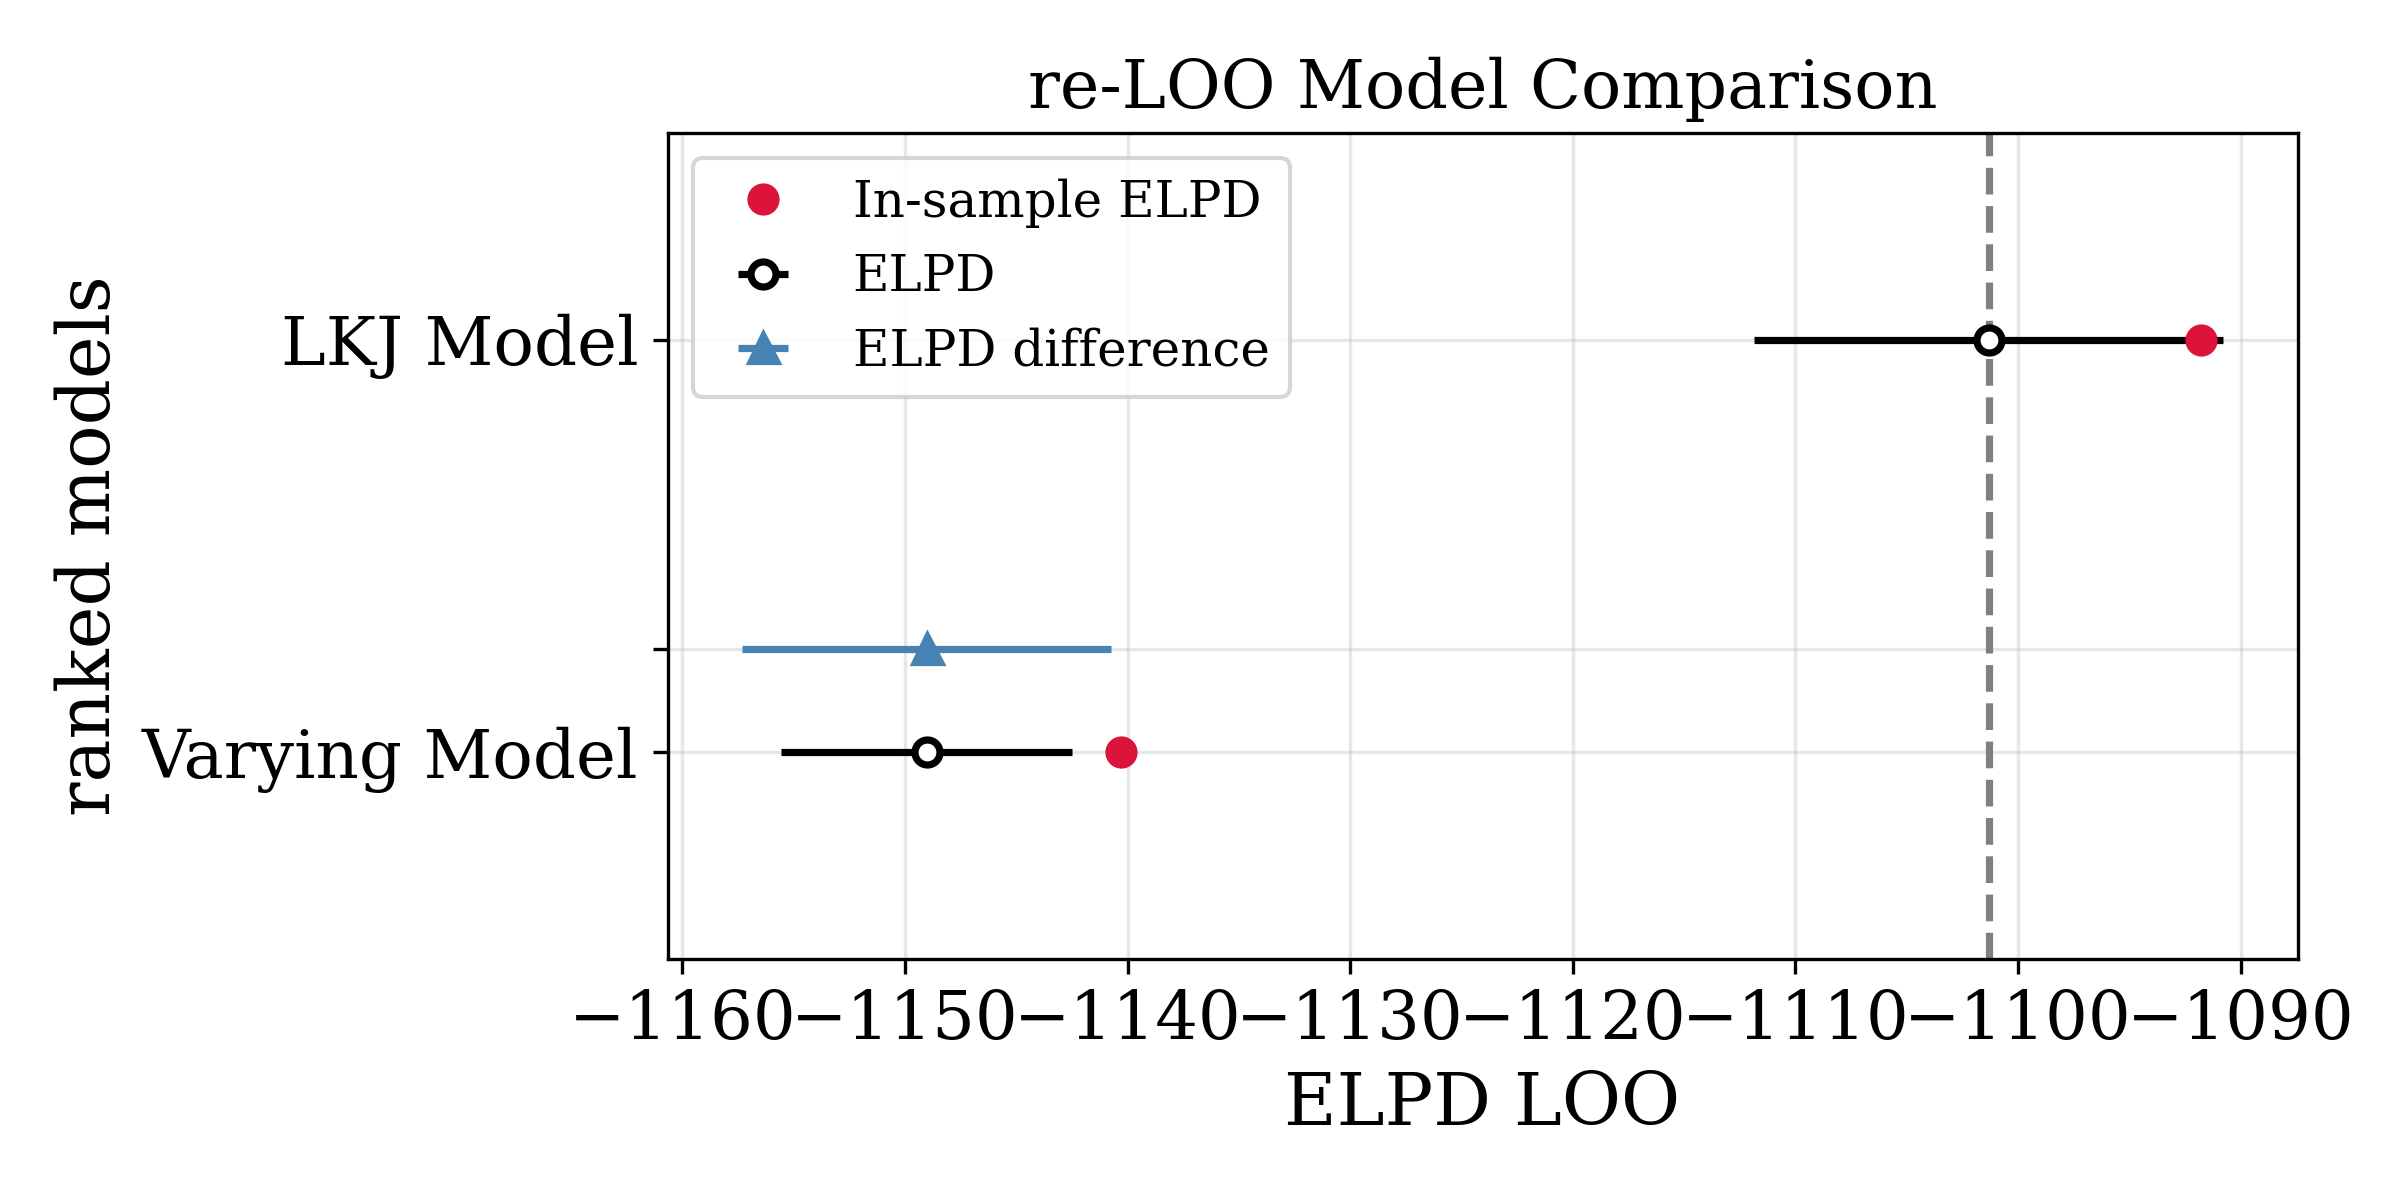 re-LOO Model Comparison
In-sample ELPD
ELPD
ELPD difference
ranked models
LKJ Model
Varying Model
−1160 −1150 −1140 −1130 −1120 −1110 −1100 −1090
ELPD LOO